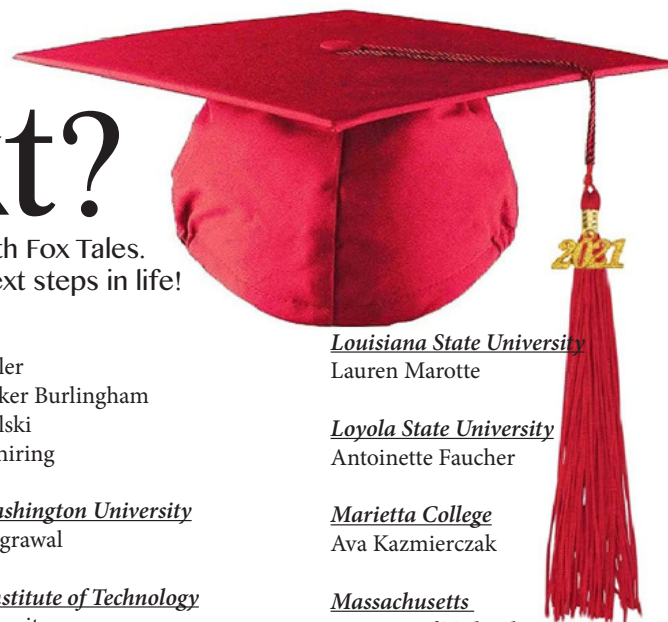 xt?
th Fox Tales.
ext steps in life!
ler
ker Burlingham
lski
hiring
ashington University
grawal
stitute of Technology
Louisiana State University
Lauren Marotte
Loyola State University
Antoinette Faucher
Marietta College
Ava Kazmierczak
Massachusetts
2021